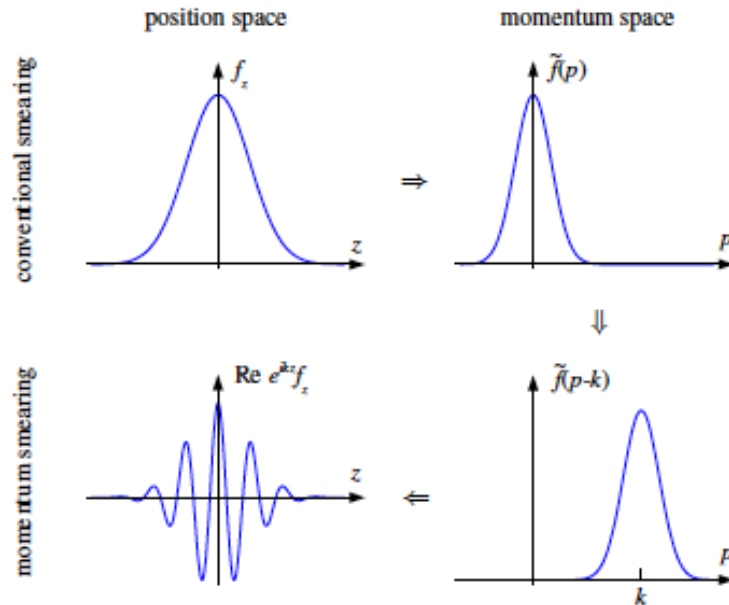 position space
momentum space
conventional smearing
f_z
f̃(p)
z
p
⇒
⇓
momentum smearing
Re e^{ikz}f_z
f̃(p-k)
z
p
⇐
k